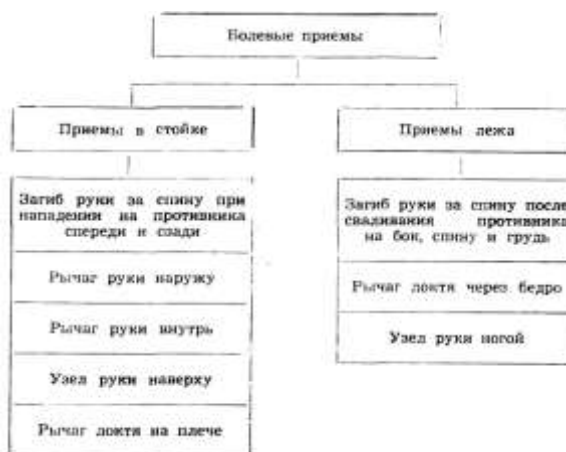 Болевые приемы
Приемы в стойке
Приемы лежа
Загиб руки за спину при
нападении на противника
спереди и сзади
Рычаг руки наружу
Рычаг руки внутрь
Узел руки наверху
Рычаг локтя на плече
Загиб руки за спину после
сваливания противника
на бок, спину и грудь
Рычаг локтя через бедро
Узел руки ногой